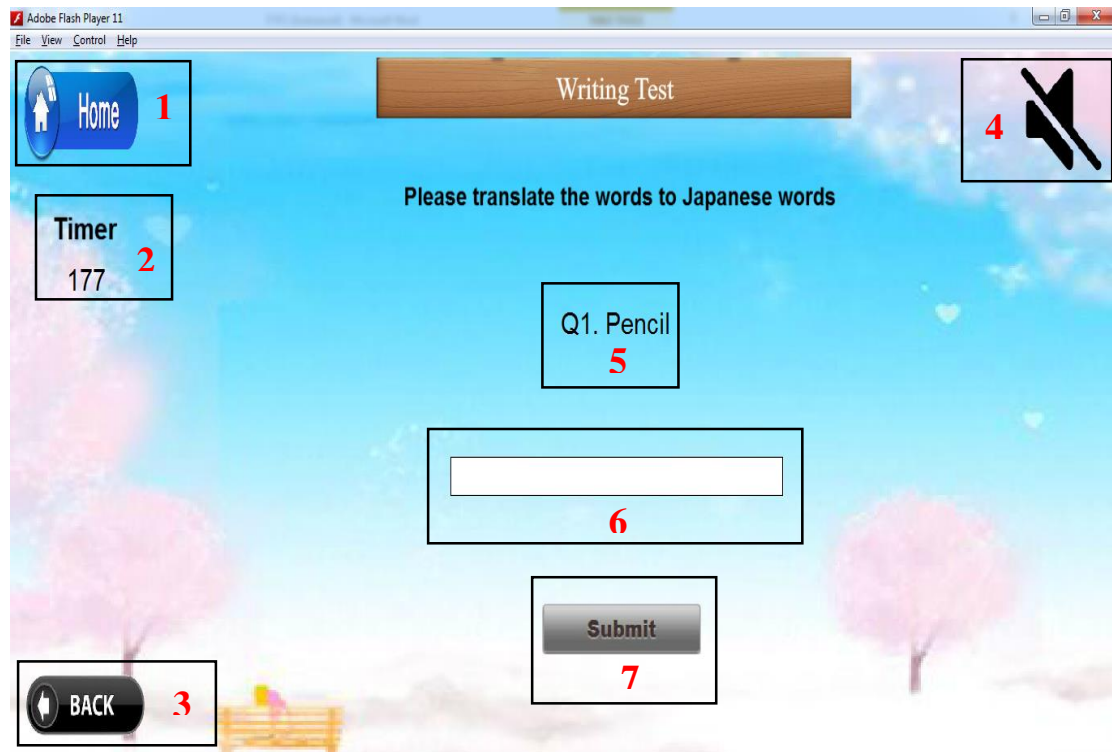 Adobe Flash Player 11
File View Control Help
Home 1
Writing Test
4
Please translate the words to Japanese words
Timer
2
177
Q1. Pencil
5
6
Submit
7
BACK 3